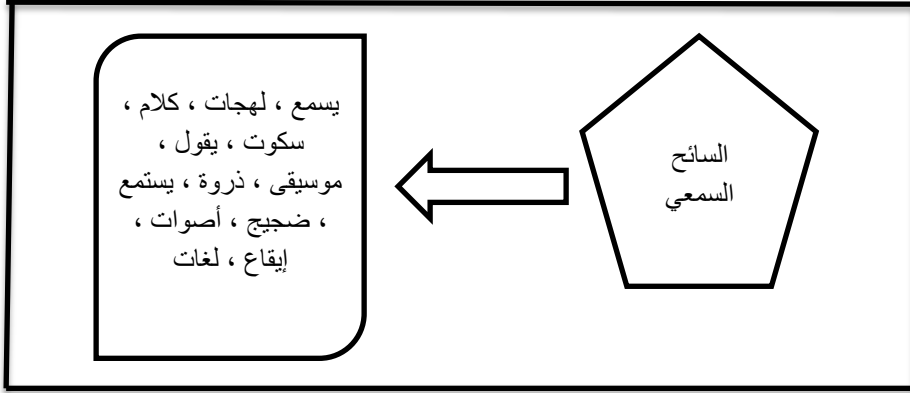 السائح
السمعي
يسمع ، لهجات ، كلام ،
سكوت ، يقول ،
موسيقى ، ذروة ، يستمع
، ضجيج ، أصوات ،
إيقاع ، لغات